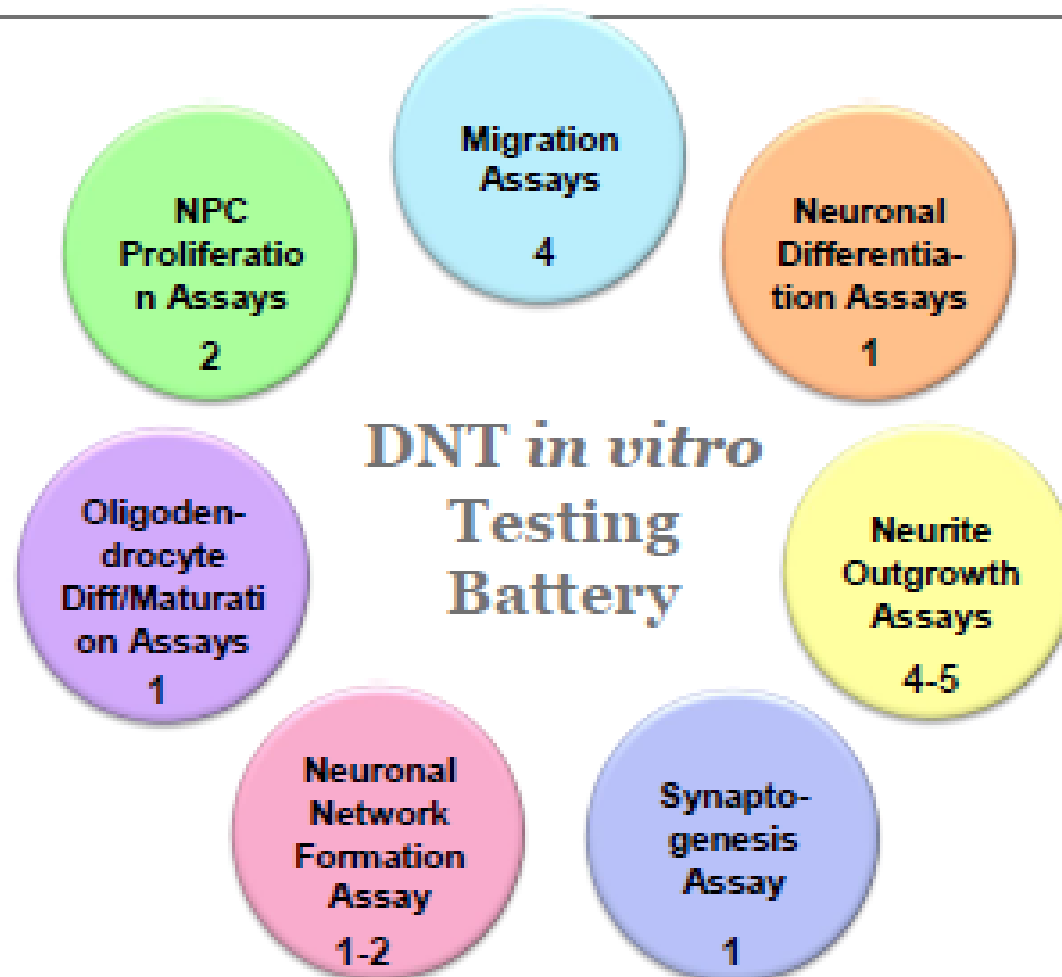 Migration
Assays
4
NPC
Proliferatio
n Assays
2
Neuronal
Differentia-
tion Assays
1
DNT in vitro
Testing
Battery
Oligoden-
drocyte
Diff/Maturati
on Assays
1
Neurite
Outgrowth
Assays
4-5
Neuronal
Network
Formation
Assay
1-2
Synapto-
genesis
Assay
1